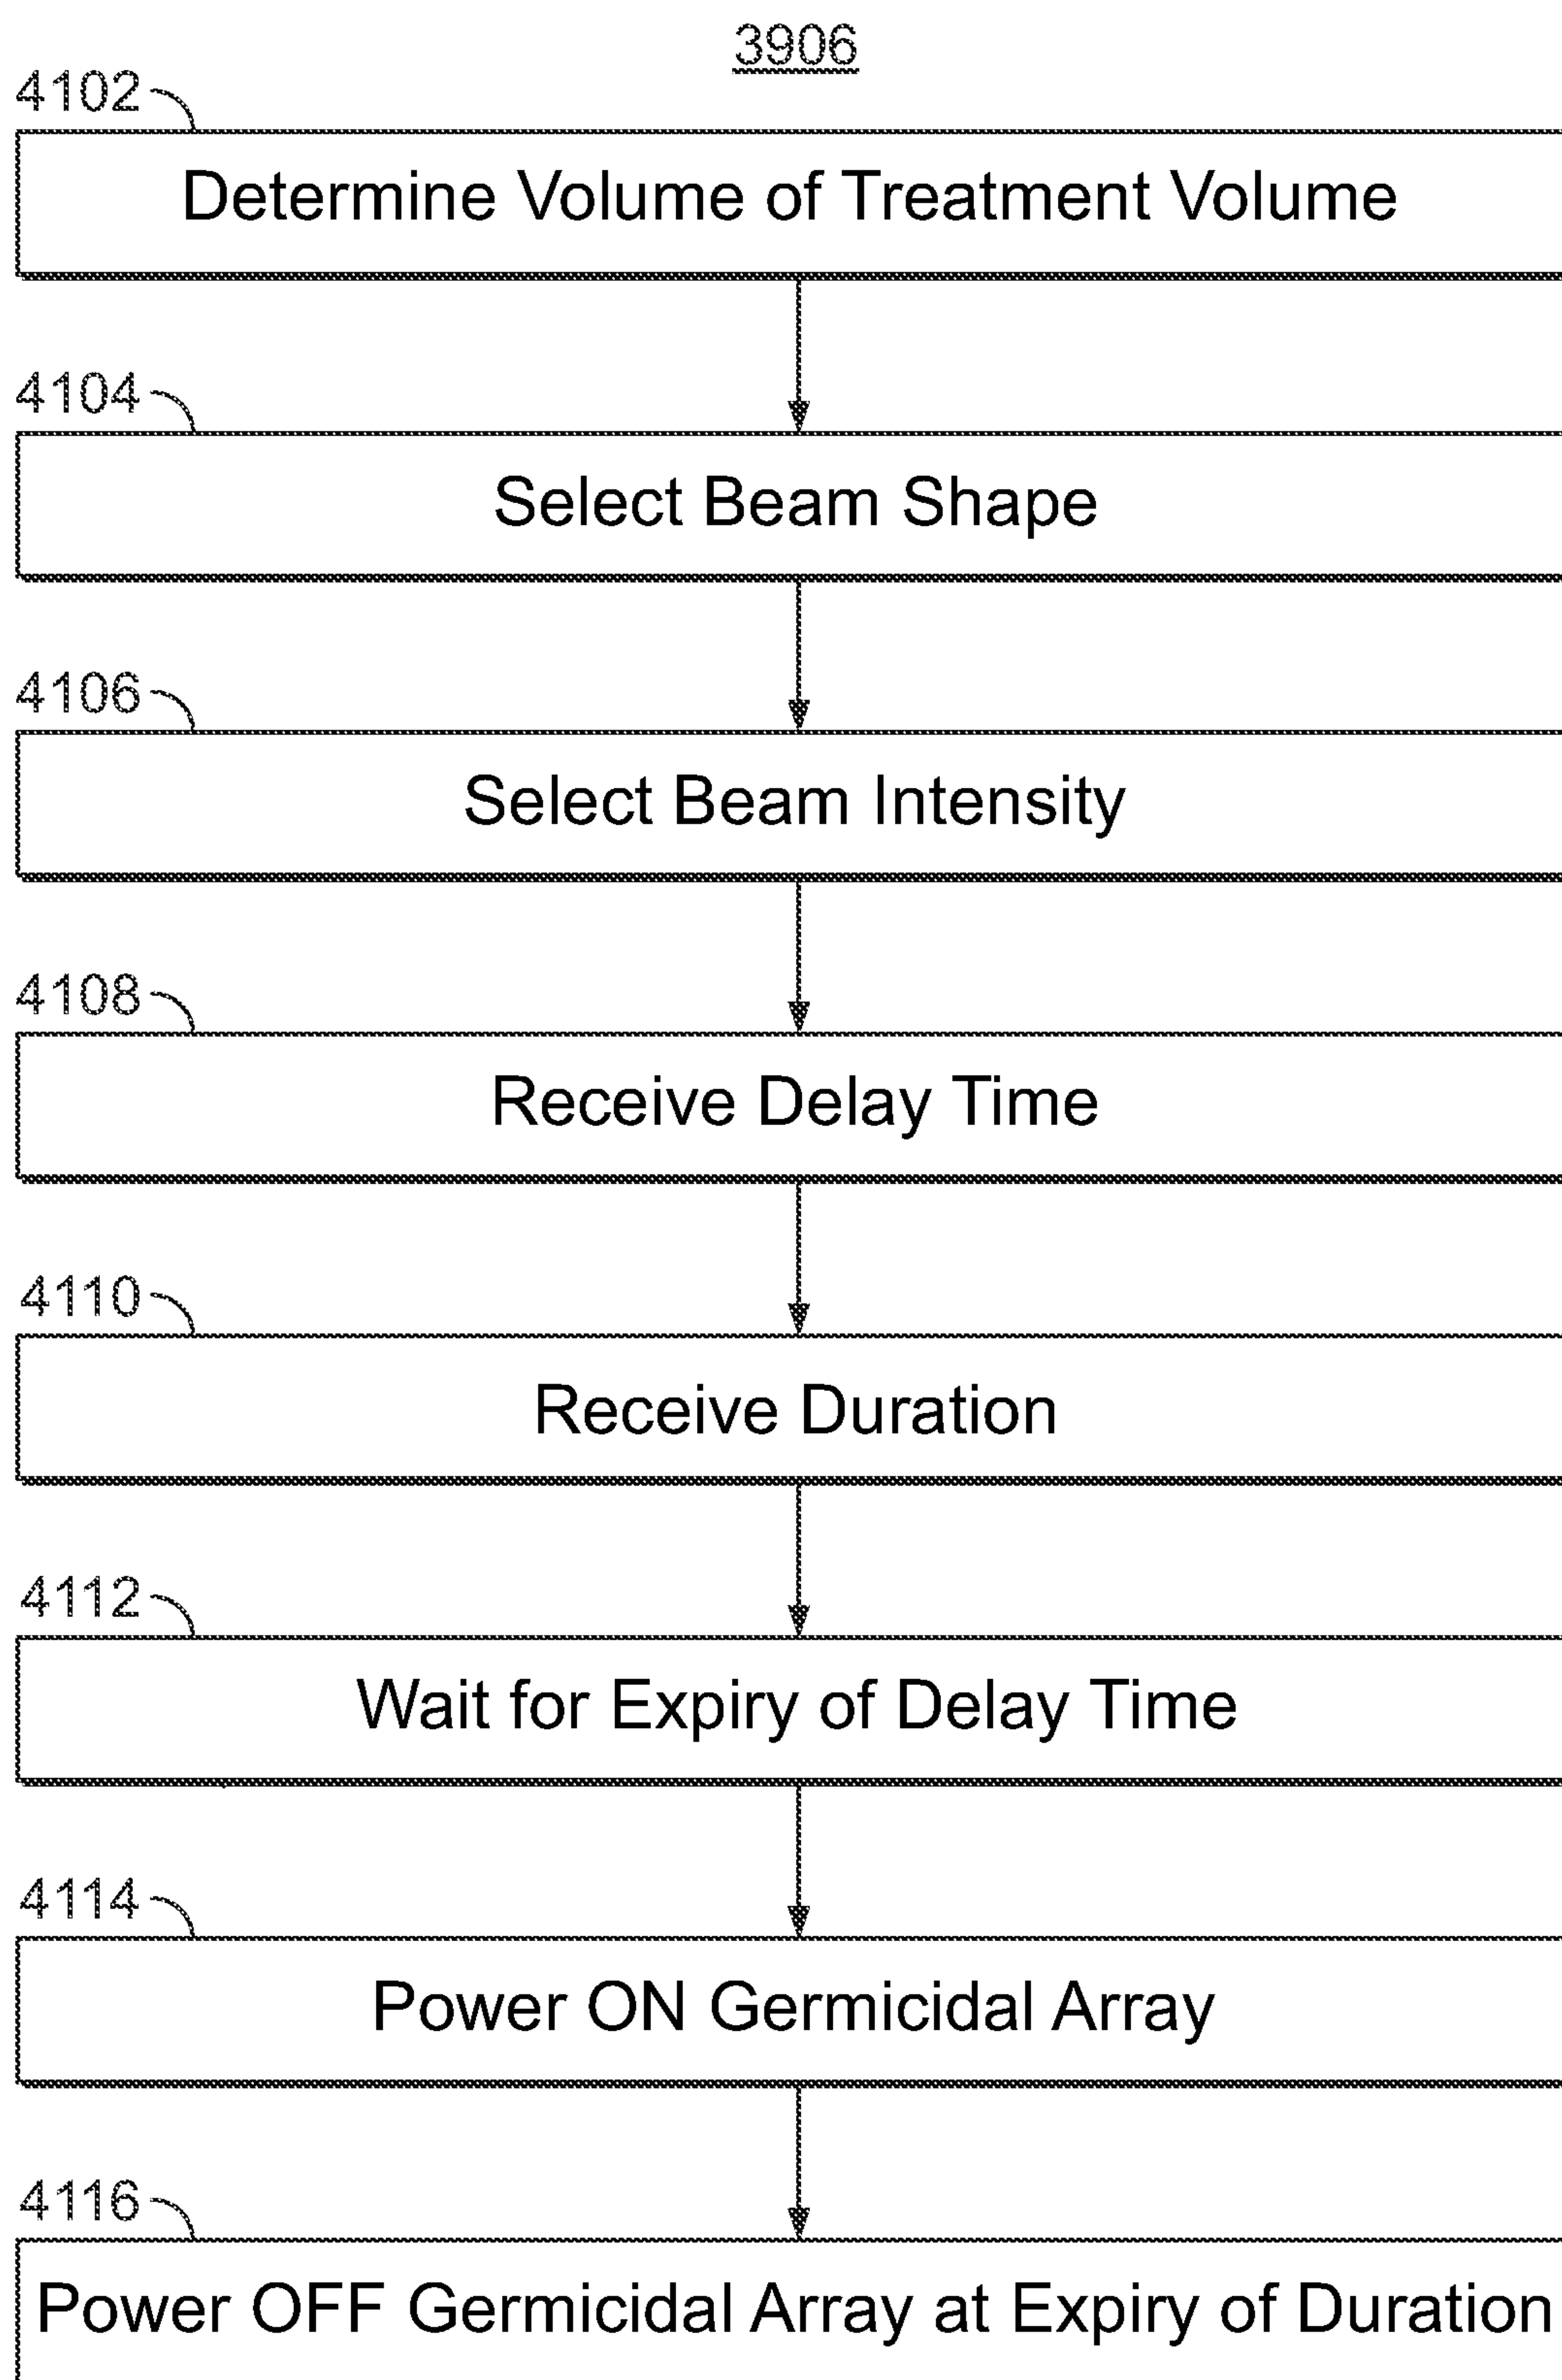 3906
4102
Determine Volume of Treatment Volume
4104
Select Beam Shape
4106
Select Beam Intensity
4108
Receive Delay Time
4110
Receive Duration
4112
Wait for Expiry of Delay Time
4114
Power ON Germicidal Array
4116
Power OFF Germicidal Array at Expiry of Duration